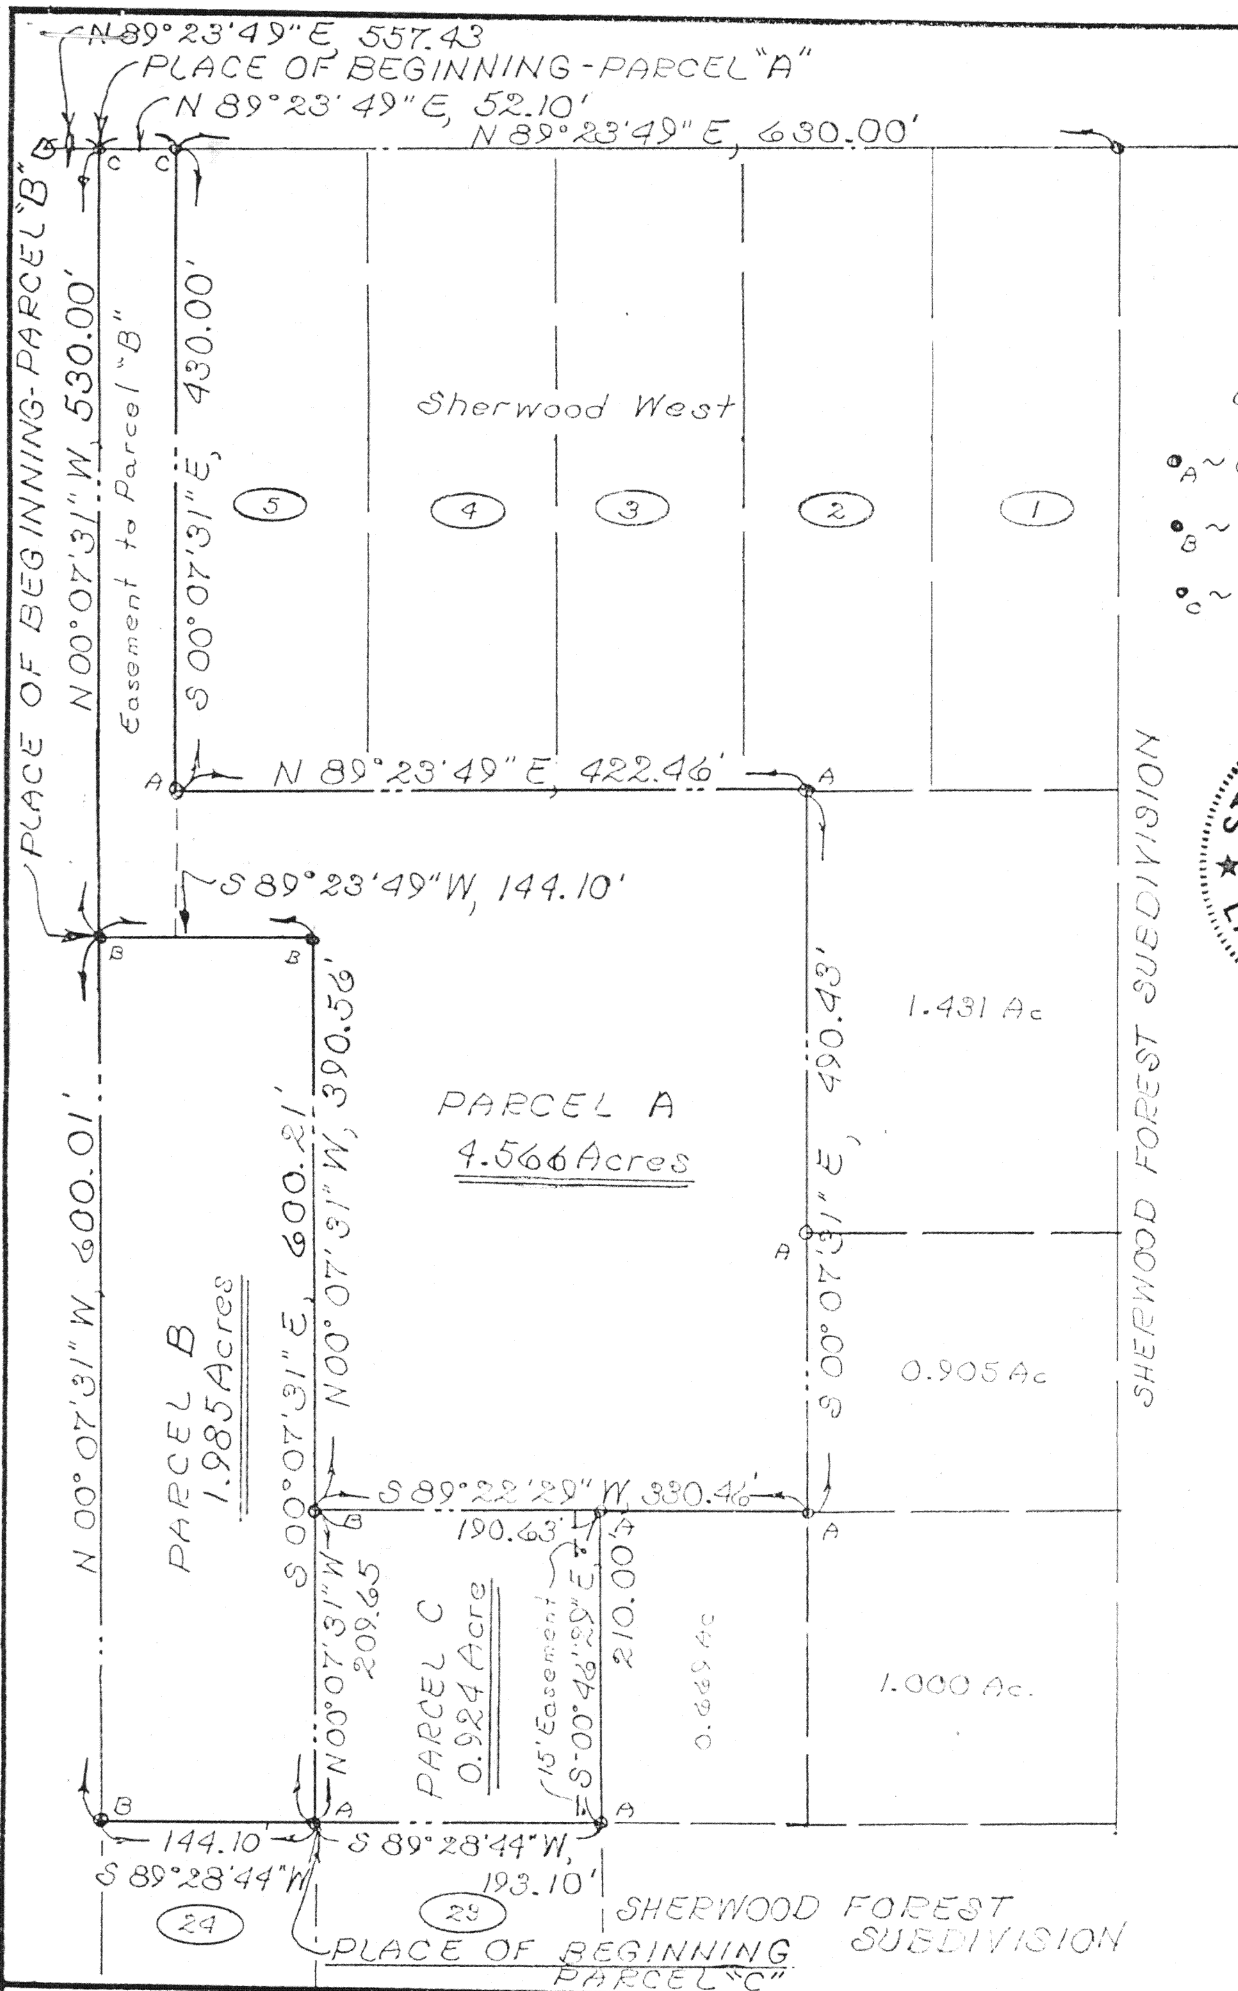 N 89°23'49" E, 557.43
PLACE OF BEGINNING - PARCEL "A"
N 89°23'49" E, 52.10'
N 89°23'49" E, 630.00'
C
C
PLACE OF BEGINNING - PARCEL "B"
N 00°07'31" W, 530.00'
Easement to Parcel "B"
S 00°07'31" E, 430.00'
Sherwood West
5
4
3
2
1
A ~
B ~
C ~
SHERWOOD FOREST SUBDIVISION
A
N 89°23'49" E, 422.46'
A
S 89°23'49" W, 144.10'
B
B
N 00°07'31" W, 600.01'
PARCEL B
1.985 Acres
S 00°07'31" E, 600.21'
N 00°07'31" W, 390.56'
PARCEL A
4.566 Acres
S 00°07'31" E, 490.43'
1.431 Ac
A
0.905 Ac
S 89°22'29" W, 330.46'
B
190.63'
A
A
N 00°07'31" W
209.65
PARCEL C
0.924 Acre
15' Easement
S-00°46'29" E,
210.00'
0.669 Ac
1.000 Ac.
B
A
A
144.10'
S 89°28'44" W
S 89°28'44" W,
193.10'
24
23
SHERWOOD FOREST
SUBDIVISION
PLACE OF BEGINNING
PARCEL "C"